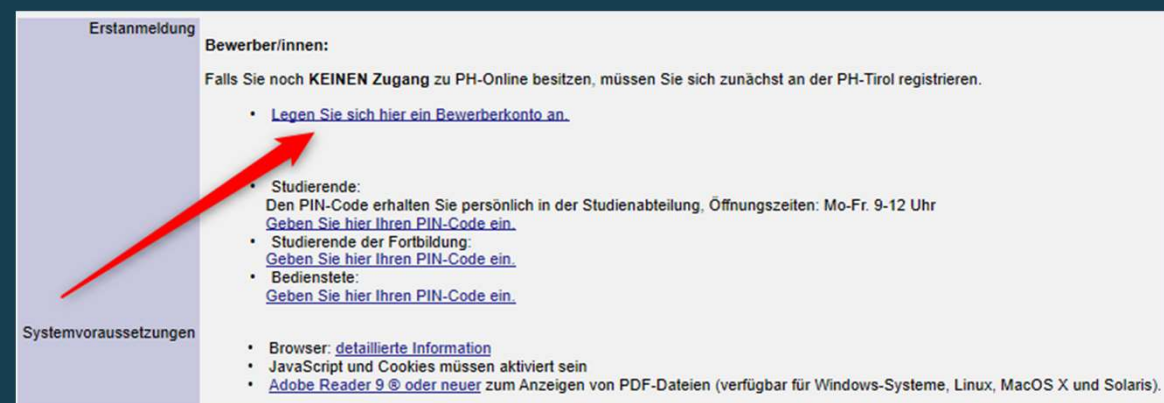 Erstanmeldung
Bewerber/innen:
Falls Sie noch KEINEN Zugang zu PH-Online besitzen, müssen Sie sich zunächst an der PH-Tirol registrieren.
• Legen Sie sich hier ein Bewerberkonto an.
• Studierende:
Den PIN-Code erhalten Sie persönlich in der Studienabteilung, Öffnungszeiten: Mo-Fr. 9-12 Uhr
Geben Sie hier Ihren PIN-Code ein.
• Studierende der Fortbildung:
Geben Sie hier Ihren PIN-Code ein.
• Bedienstete:
Geben Sie hier Ihren PIN-Code ein.
Systemvoraussetzungen
• Browser: detaillierte Information
• JavaScript und Cookies müssen aktiviert sein
• Adobe Reader 9 ® oder neuer zum Anzeigen von PDF-Dateien (verfügbar für Windows-Systeme, Linux, MacOS X und Solaris).